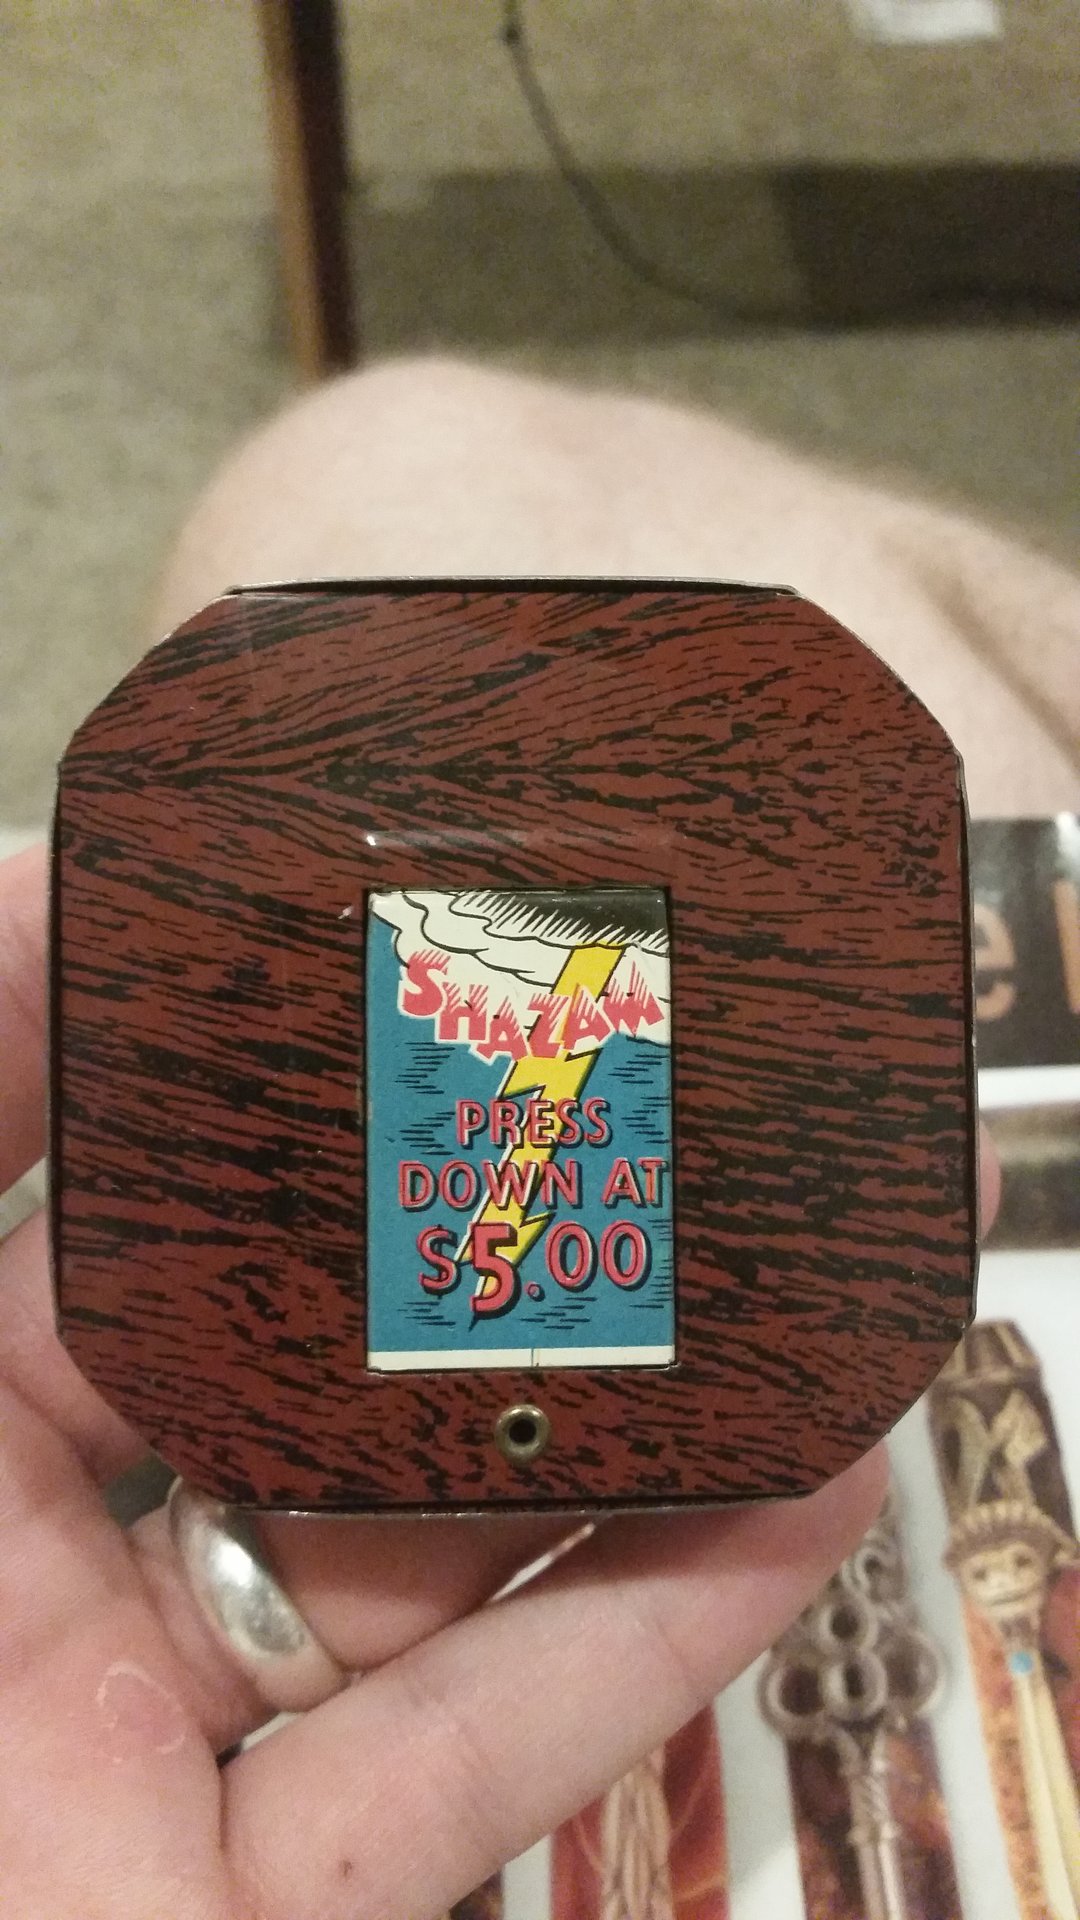 SHAZAM
PRESS
DOWN AT
$5.00